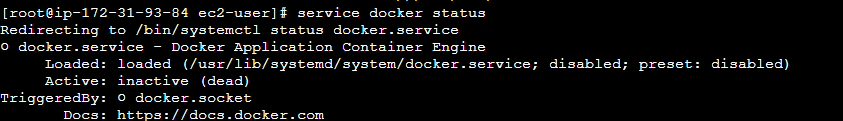 [root@ip-172-31-93-84 ec2-user]# service docker status
Redirecting to /bin/systemctl status docker.service
○ docker.service - Docker Application Container Engine
     Loaded: loaded (/usr/lib/systemd/system/docker.service; disabled; preset: disabled)
     Active: inactive (dead)
TriggeredBy: ○ docker.socket
       Docs: https://docs.docker.com